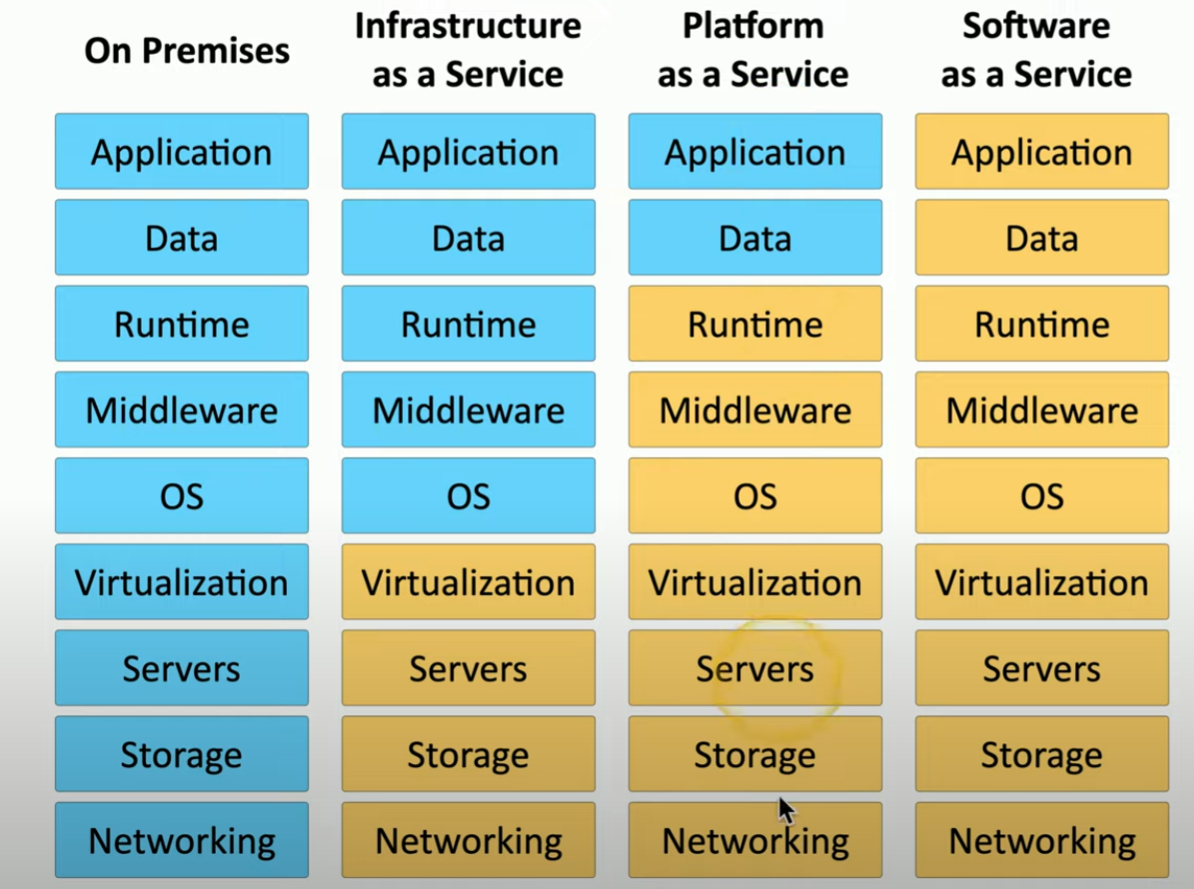 On Premises
Infrastructure
as a Service
Platform
as a Service
Software
as a Service
Application
Application
Application
Application
Data
Data
Data
Data
Runtime
Runtime
Runtime
Runtime
Middleware
Middleware
Middleware
Middleware
OS
OS
OS
OS
Virtualization
Virtualization
Virtualization
Virtualization
Servers
Servers
Servers
Servers
Storage
Storage
Storage
Storage
Networking
Networking
Networking
Networking